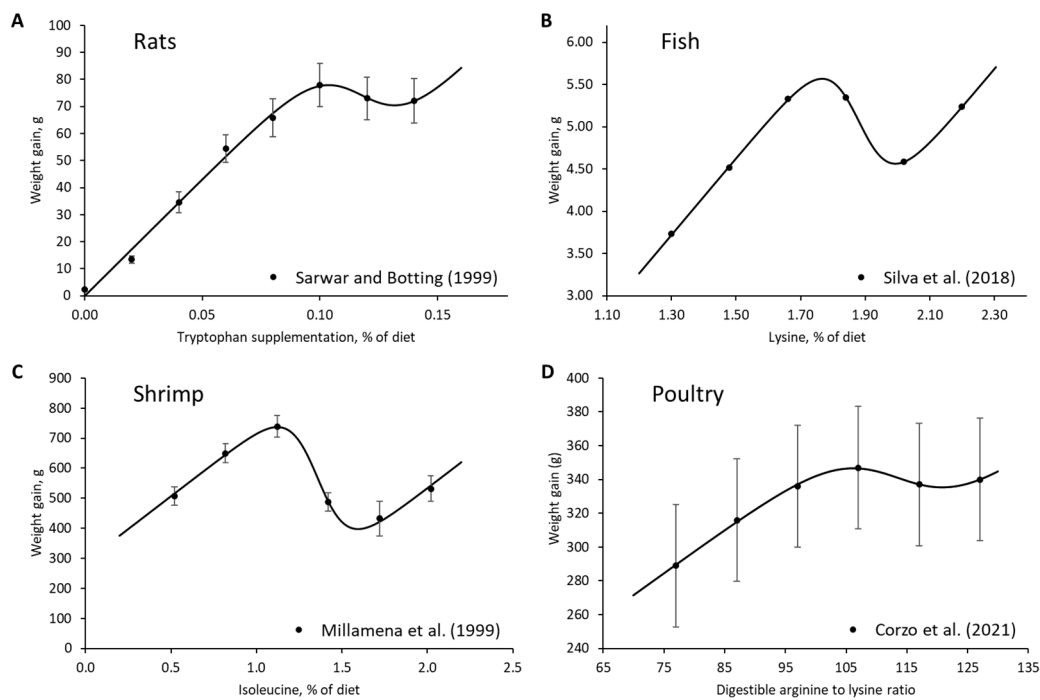 A
Rats
100
90
80
70
60
50
40
30
20
10
0
Weight gain, g
0.00 0.05 0.10 0.15
Tryptophan supplementation, % of diet
Sarwar and Botting (1999)
B
Fish
6.00
5.50
5.00
4.50
4.00
3.50
3.00
Weight gain, g
1.10 1.30 1.50 1.70 1.90 2.10 2.30
Lysine, % of diet
Silva et al. (2018)
C
Shrimp
900
800
700
600
500
400
300
200
100
0
Weight gain, g
0.0 0.5 1.0 1.5 2.0 2.5
Isoleucine, % of diet
Millamena et al. (1999)
D
Poultry
400
380
360
340
320
300
280
260
240
Weight gain (g)
65 75 85 95 105 115 125 135
Digestible arginine to lysine ratio
Corzo et al. (2021)